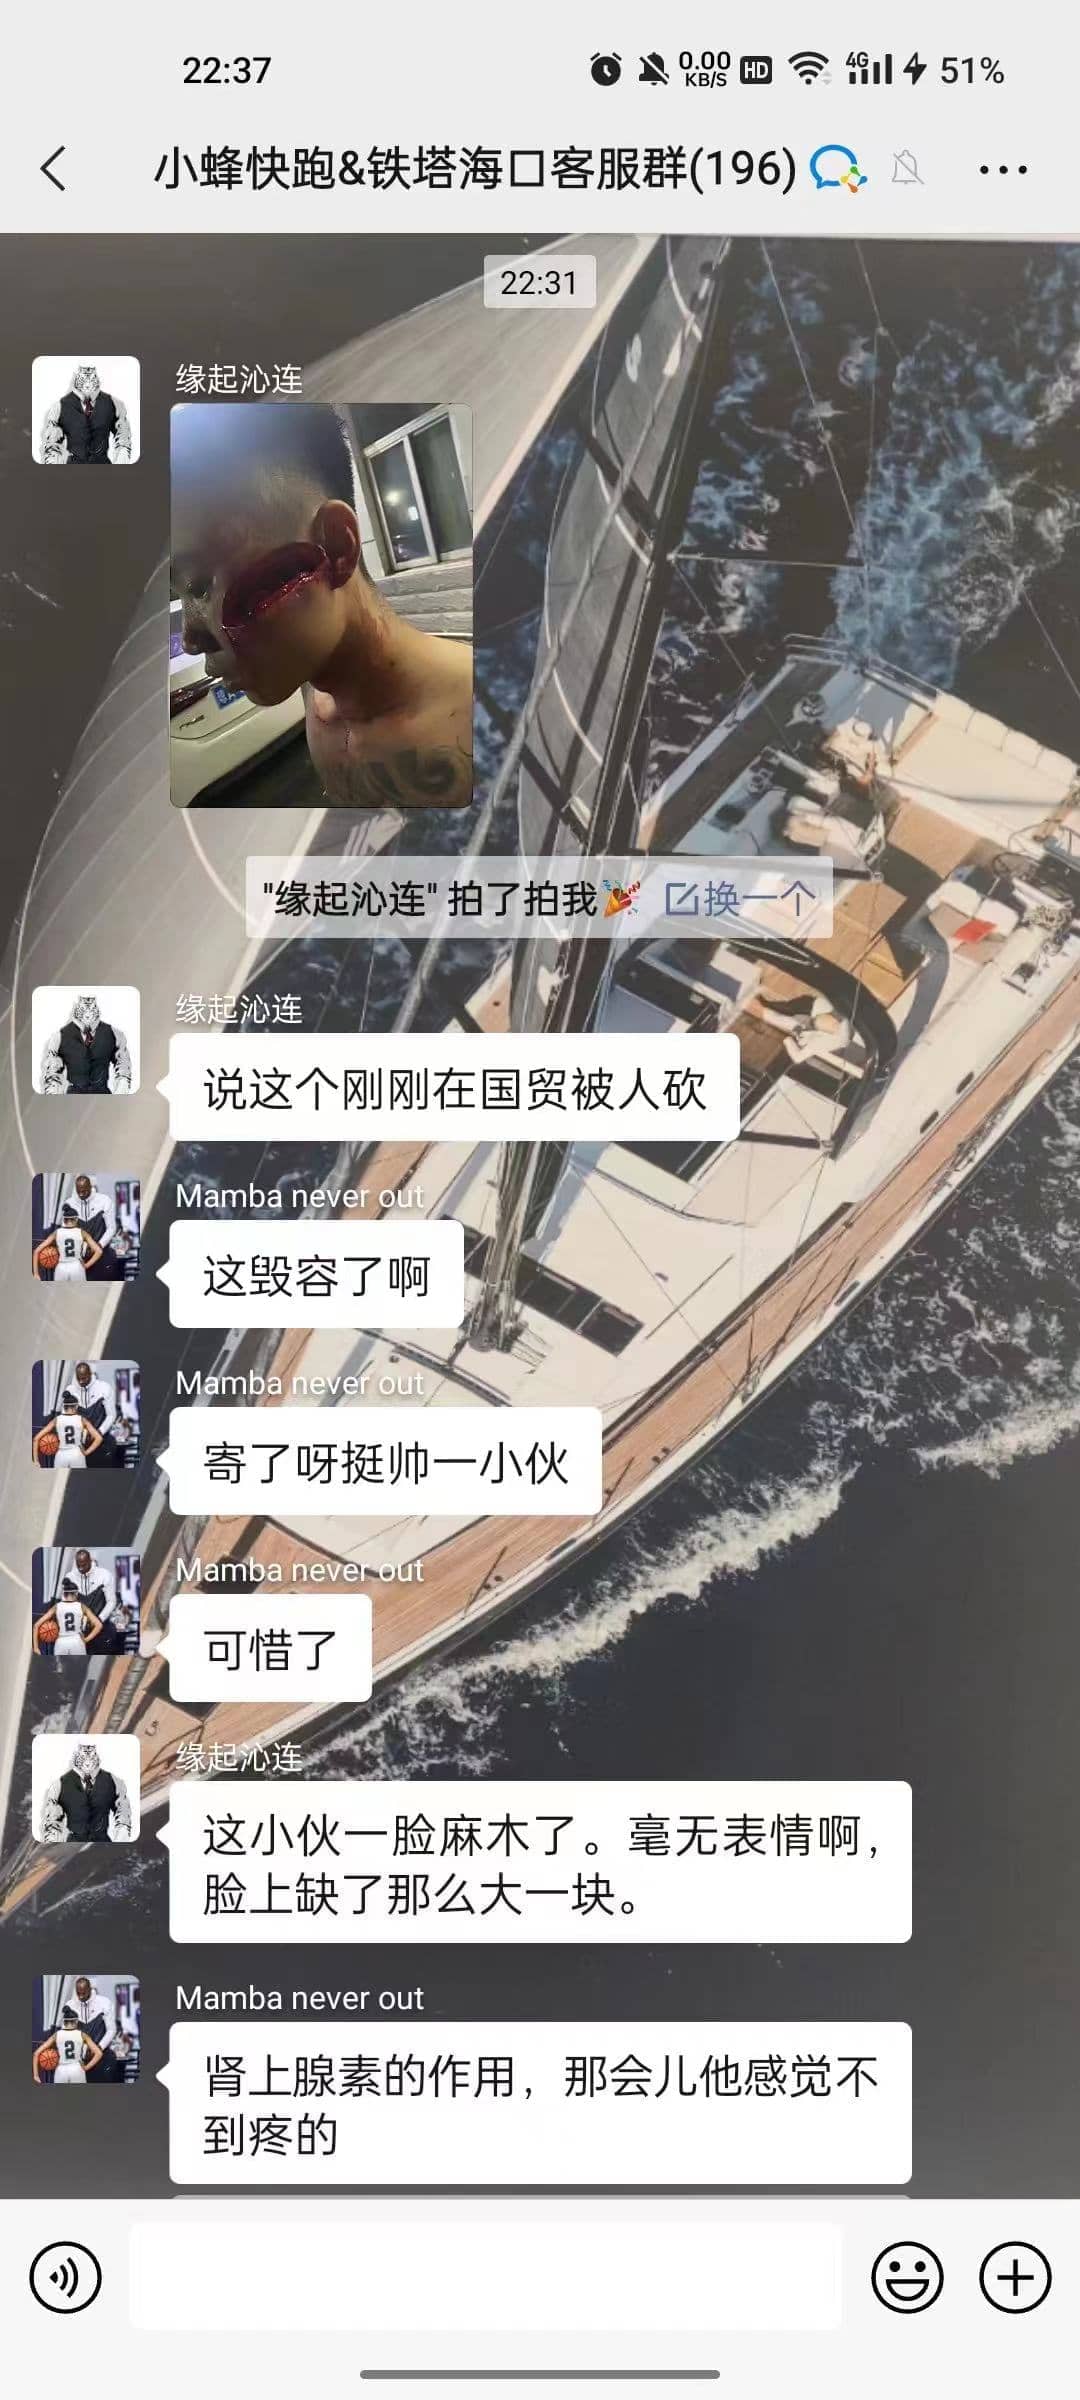 22:37
0.00
KB/S
HD
4G
51%
小蜂快跑&铁塔海口客服群(196)
22:31
缘起沁连
"缘起沁连" 拍了拍我🎉 换一个
缘起沁连
说这个刚刚在国贸被人砍
Mamba never out
这毁容了啊
Mamba never out
寄了呀挺帅一小伙
Mamba never out
可惜了
缘起沁连
这小伙一脸麻木了。毫无表情啊，
脸上缺了那么大一块。
Mamba never out
肾上腺素的作用，那会儿他感觉不
到疼的